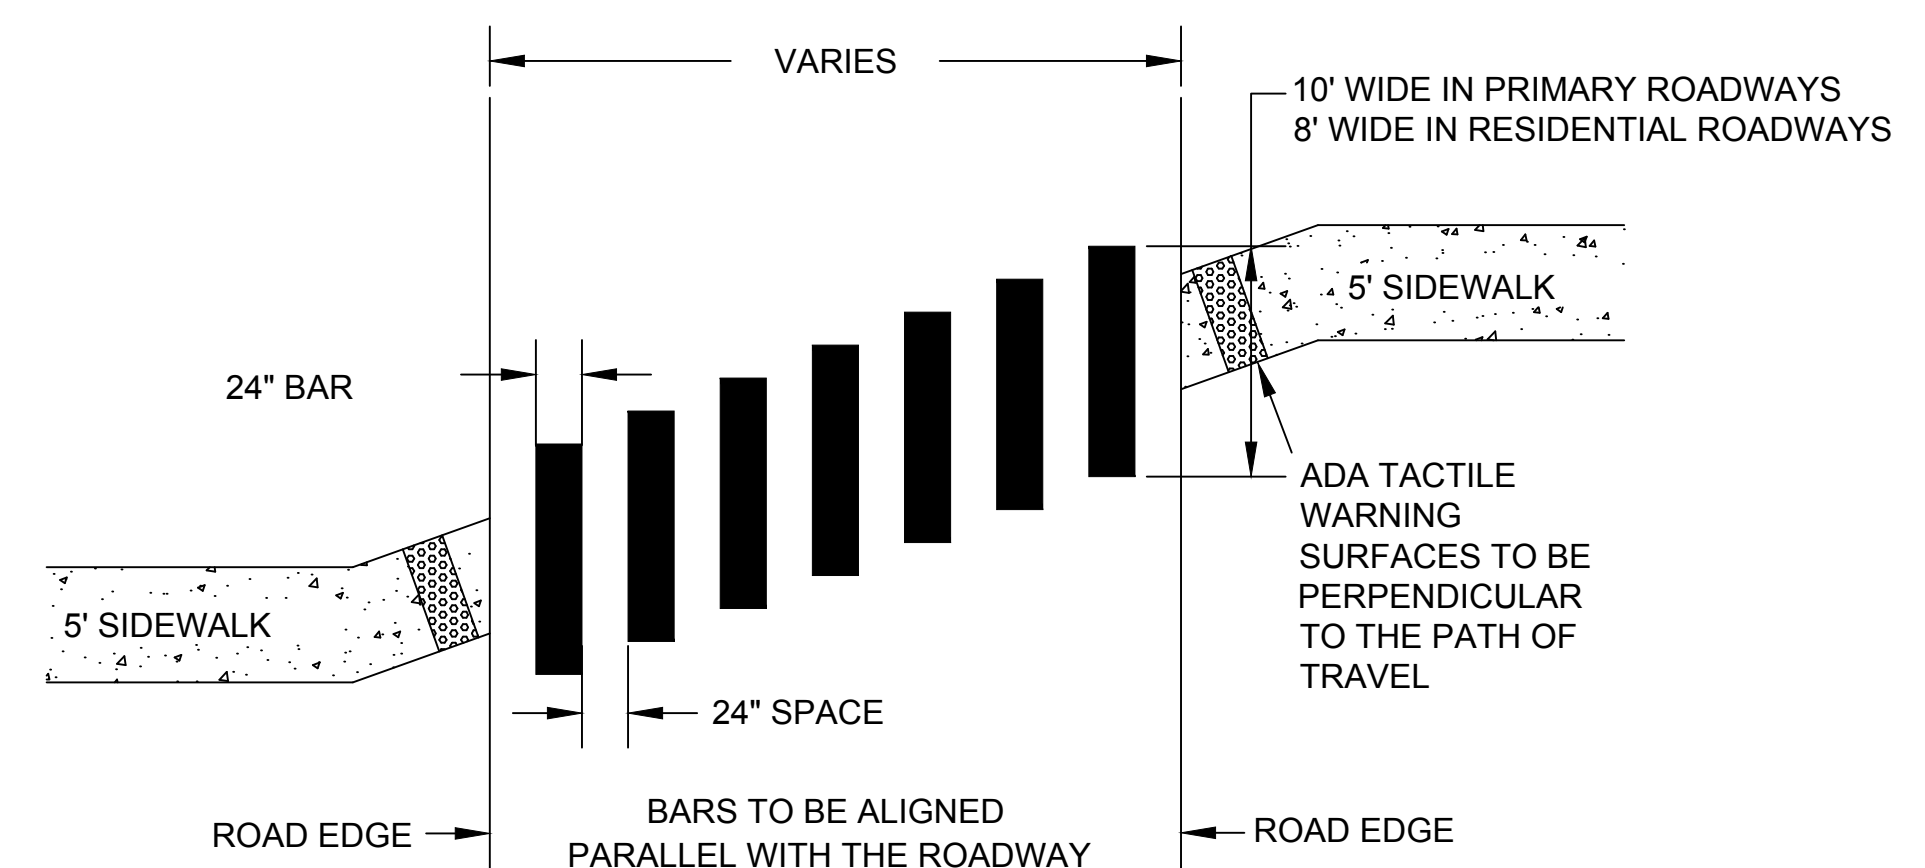 VARIES
10' WIDE IN PRIMARY ROADWAYS
8' WIDE IN RESIDENTIAL ROADWAYS
5' SIDEWALK
24" BAR
ADA TACTILE
WARNING
SURFACES TO BE
PERPENDICULAR
TO THE PATH OF
TRAVEL
5' SIDEWALK
24" SPACE
BARS TO BE ALIGNED
PARALLEL WITH THE ROADWAY
ROAD EDGE
ROAD EDGE